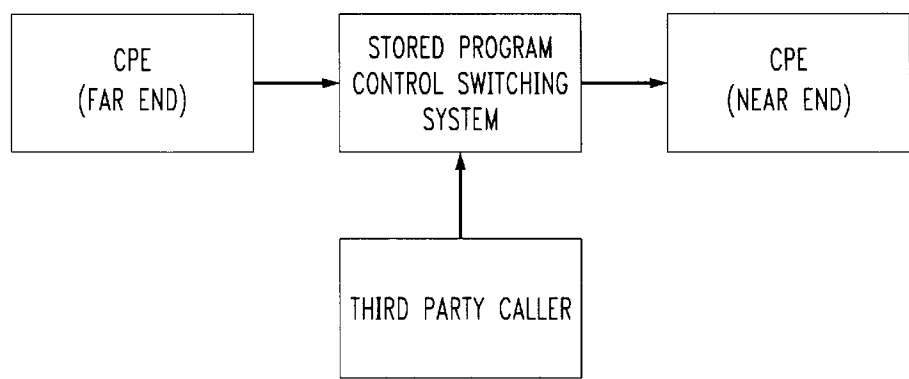 CPE
(FAR END)
STORED PROGRAM
CONTROL SWITCHING
SYSTEM
CPE
(NEAR END)
THIRD PARTY CALLER